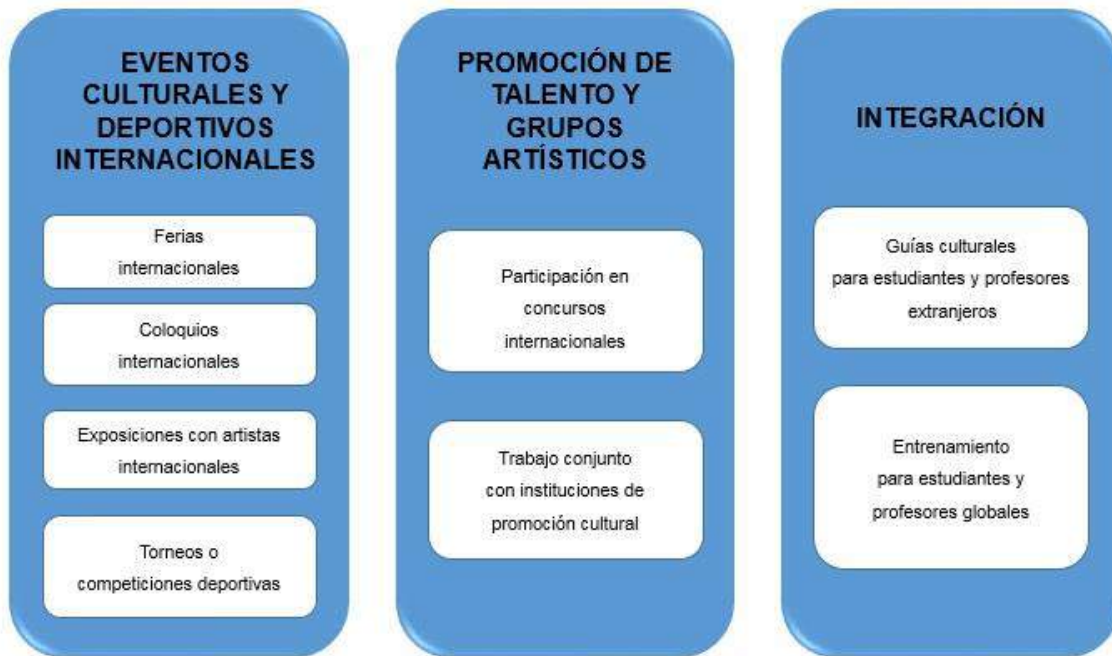 EVENTOS
CULTURALES Y
DEPORTIVOS
INTERNACIONALES
Ferias
internacionales
Coloquios
internacionales
Exposiciones con artistas
internacionales
Torneos o
competiciones deportivas
PROMOCIÓN DE
TALENTO Y
GRUPOS
ARTÍSTICOS
Participación en
concursos
internacionales
Trabajo conjunto
con instituciones de
promoción cultural
INTEGRACIÓN
Guías culturales
para estudiantes y profesores
extranjeros
Entrenamiento
para estudiantes y
profesores globales